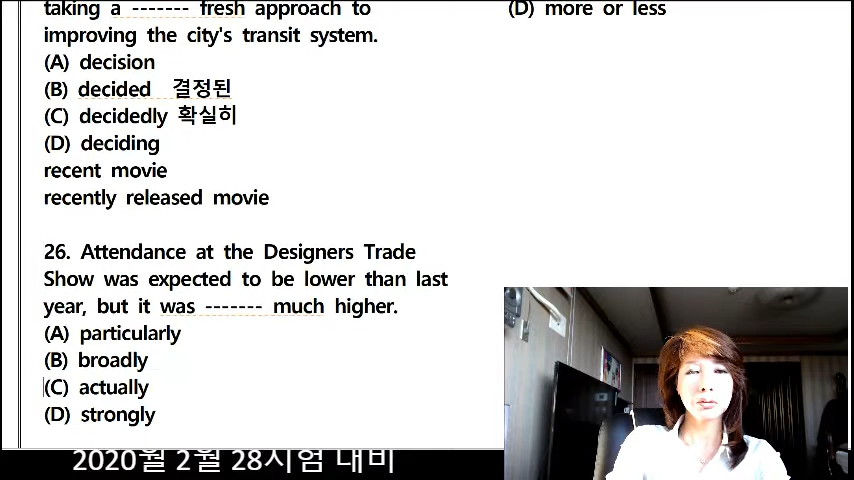 taking a ------- fresh approach to
improving the city's transit system.
(A) decision
(B) decided 결정된
(C) decidedly 확실히
(D) deciding
recent movie
recently released movie
26. Attendance at the Designers Trade
Show was expected to be lower than last
year, but it was ------- much higher.
(A) particularly
(B) broadly
(C) actually
(D) strongly
(D) more or less
2020월 2월 28시험 대비